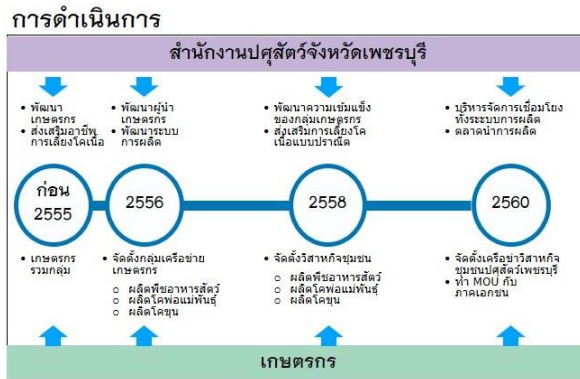 การดำเนินการ
สำนักงานปศุสัตว์จังหวัดเพชรบุรี
• พัฒนา
เกษตรกร
• ส่งเสริมอาชีพ
การเลี้ยงโคเนื้อ
• พัฒนาผู้นำ
เกษตรกร
• พัฒนาระบบ
การผลิต
• พัฒนาความเข้มแข็ง
ของกลุ่มเกษตรกร
• ส่งเสริมการเลี้ยงโค
เนื้อแบบปราณีต
• บริหารจัดการเชื่อมโยง
ทั้งระบบการผลิต
• ตลาดนำการผลิต
ก่อน
2555
2556
2558
2560
• เกษตรกร
รวมกลุ่ม
• จัดตั้งกลุ่มเครือข่าย
เกษตรกร
o ผลิตพืชอาหารสัตว์
o ผลิตโคพ่อแม่พันธุ์
o ผลิตโคขุน
• จัดตั้งวิสาหกิจชุมชน
o ผลิตพืชอาหารสัตว์
o ผลิตโคพ่อแม่พันธุ์
o ผลิตโคขุน
• จัดตั้งเครือข่าวิสาหกิจ
ชุมชนปศุสัตว์เพชรบุรี
• ทำ MOU กับ
ภาคเอกชน
เกษตรกร